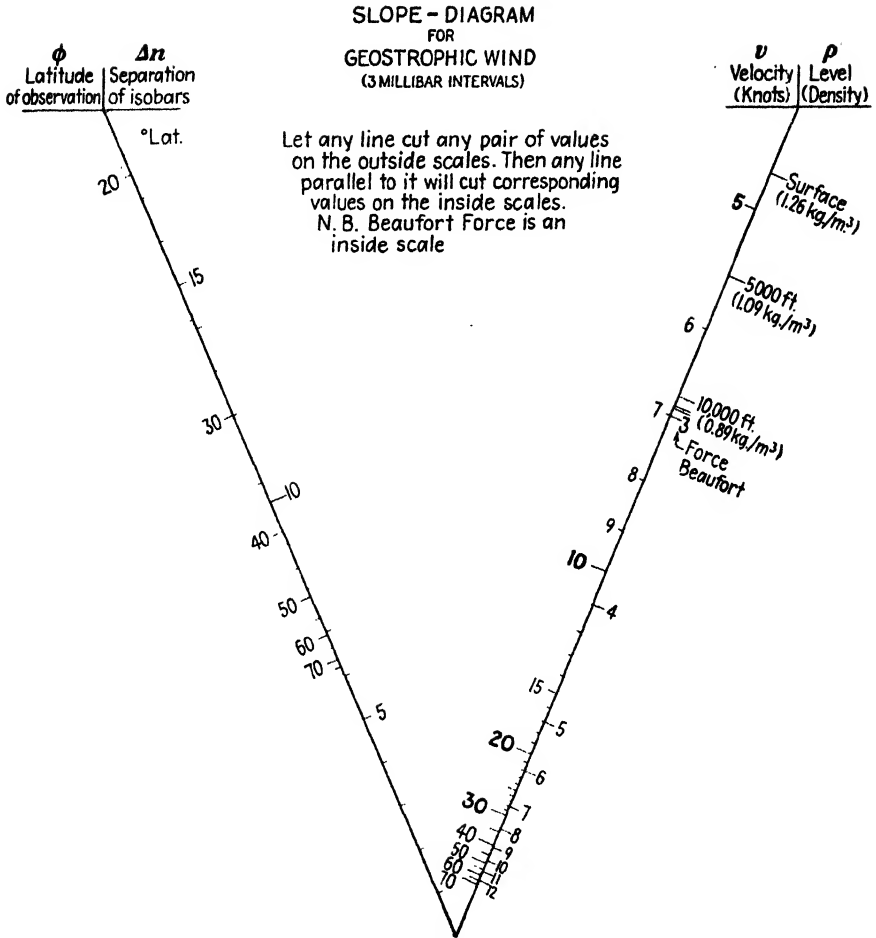 SLOPE - DIAGRAM
FOR
GEOSTROPHIC WIND
(3 MILLIBAR INTERVALS)
ϕ Δn
Latitude Separation
of observation of isobars
°Lat.
υ ρ
Velocity Level
(Knots) (Density)
Let any line cut any pair of values
on the outside scales. Then any line
parallel to it will cut corresponding
values on the inside scales.
N. B. Beaufort Force is an
inside scale
20
15
30
10
40
50
60
70
5
Surface
(1.26 kg./m.³)
5
5000 ft.
(1.09 kg./m³)
6
10,000 ft.
(0.89 kg./m³)
7
3
Force
Beaufort
8
9
10
4
15
5
20
6
30
7
40
8
50
9
60
10
70
11
12